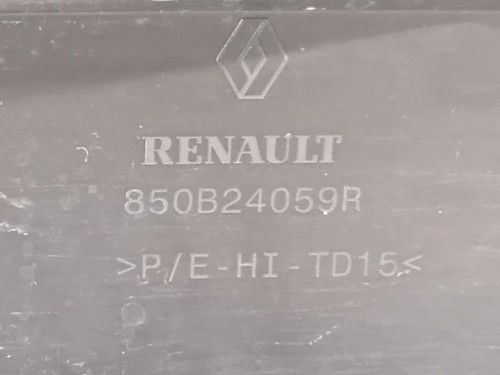 RENAULT
850B24059R
>P/E-HI-TD15<